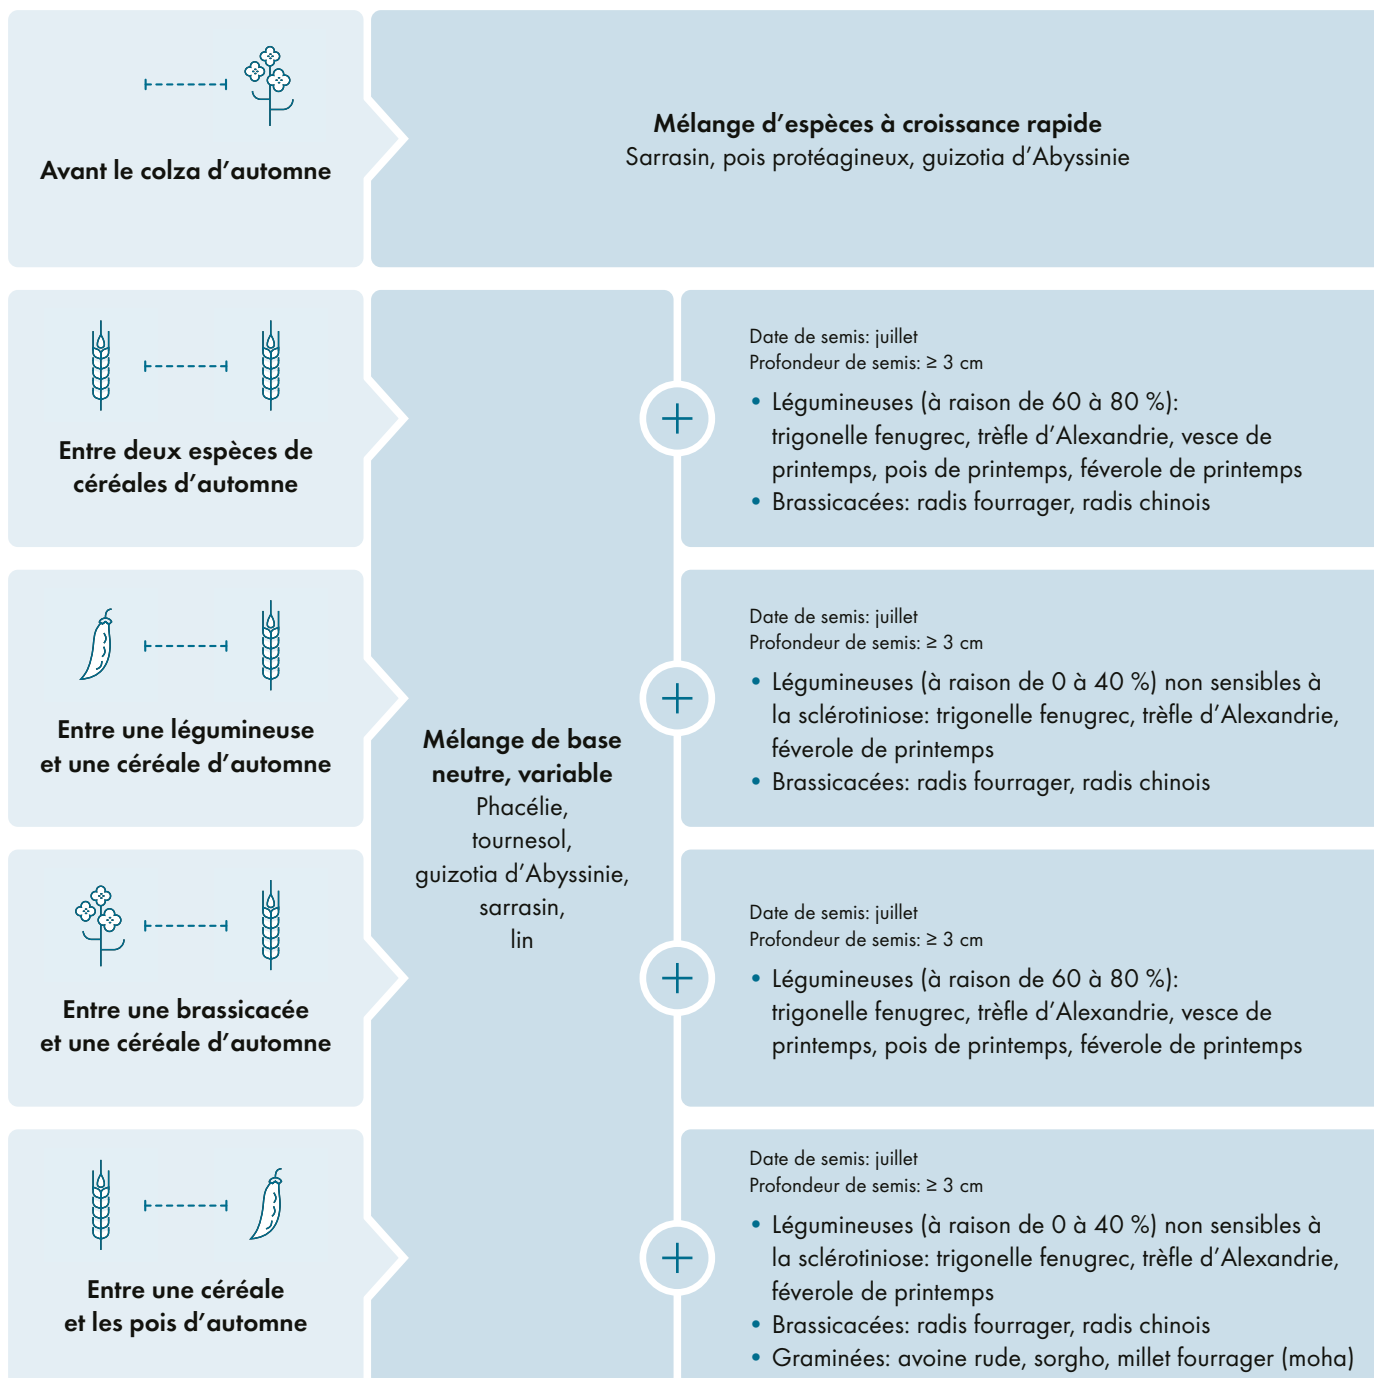 Avant le colza d'automne
Mélange d'espèces à croissance rapide
Sarrasin, pois protéagineux, guizotia d'Abyssinie
Entre deux espèces de
céréales d'automne
Date de semis: juillet
Profondeur de semis: ≥ 3 cm
• Légumineuses (à raison de 60 à 80 %):
trigonelle fenugrec, trèfle d'Alexandrie, vesce de
printemps, pois de printemps, féverole de printemps
• Brassicacées: radis fourrager, radis chinois
Entre une légumineuse
et une céréale d'automne
Mélange de base
neutre, variable
Phacélie,
tournesol,
guizotia d'Abyssinie,
sarrasin,
lin
Date de semis: juillet
Profondeur de semis: ≥ 3 cm
• Légumineuses (à raison de 0 à 40 %) non sensibles à
la sclérotiniose: trigonelle fenugrec, trèfle d'Alexandrie,
féverole de printemps
• Brassicacées: radis fourrager, radis chinois
Entre une brassicacée
et une céréale d'automne
Date de semis: juillet
Profondeur de semis: ≥ 3 cm
• Légumineuses (à raison de 60 à 80 %):
trigonelle fenugrec, trèfle d'Alexandrie, vesce de
printemps, pois de printemps, féverole de printemps
Entre une céréale
et les pois d'automne
Date de semis: juillet
Profondeur de semis: ≥ 3 cm
• Légumineuses (à raison de 0 à 40 %) non sensibles à
la sclérotiniose: trigonelle fenugrec, trèfle d'Alexandrie,
féverole de printemps
• Brassicacées: radis fourrager, radis chinois
• Graminées: avoine rude, sorgho, millet fourrager (moha)